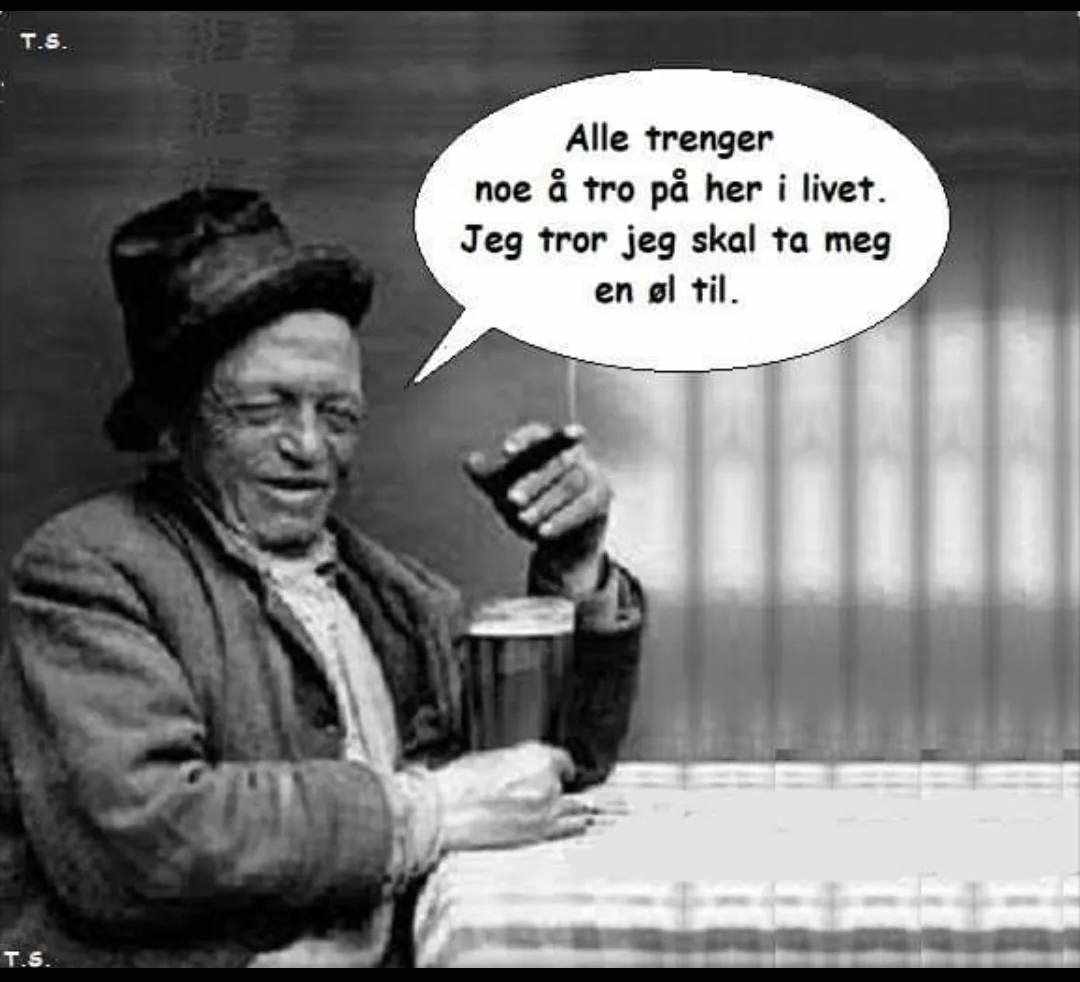 T.S.
Alle trenger
noe å tro på her i livet.
Jeg tror jeg skal ta meg
en øl til.
T.S.